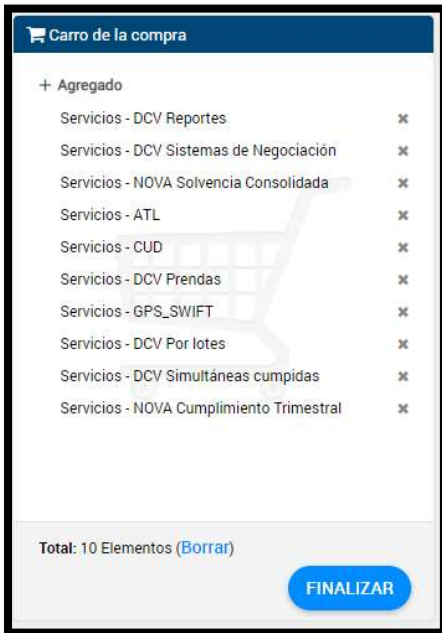 Carro de la compra
+ Agregado
Servicios - DCV Reportes
Servicios - DCV Sistemas de Negociación
Servicios - NOVA Solvencia Consolidada
Servicios - ATL
Servicios - CUD
Servicios - DCV Prendas
Servicios - GPS_SWIFT
Servicios - DCV Por lotes
Servicios - DCV Simultáneas cumpidas
Servicios - NOVA Cumplimiento Trimestral
Total: 10 Elementos (Borrar)
FINALIZAR